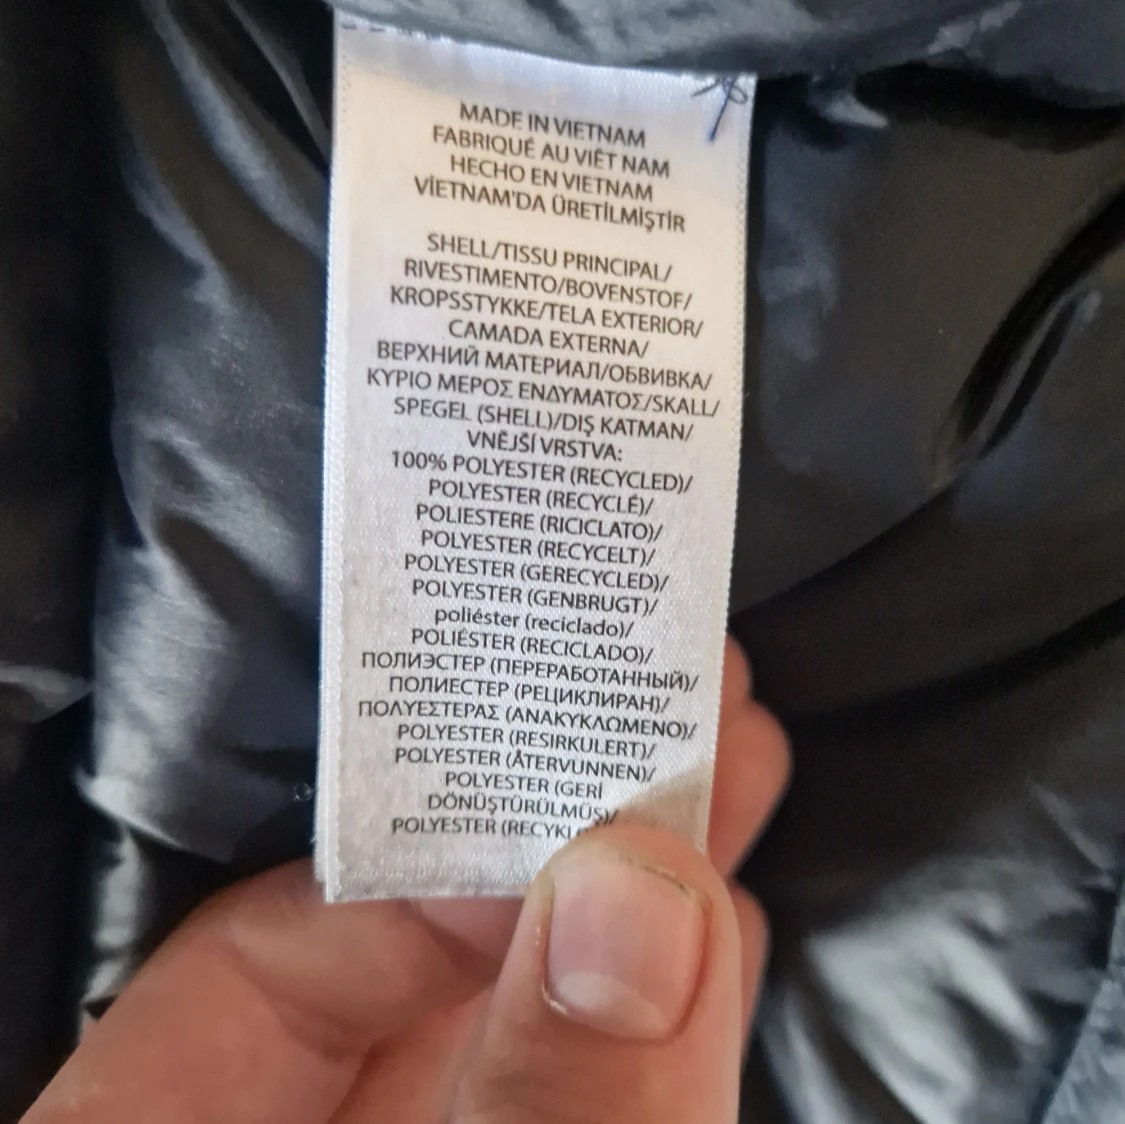 MADE IN VIETNAM
FABRIQUÉ AU VIÊT NAM
HECHO EN VIETNAM
VİETNAM'DA ÜRETİLMİŞTİR
SHELL/TISSU PRINCIPAL/
RIVESTIMENTO/BOVENSTOF/
KROPSSTYKKE/TELA EXTERIOR/
CAMADA EXTERNA/
ВЕРХНИЙ МАТЕРИАЛ/ОБВИВКА/
ΚΥΡΙΟ ΜΕΡΟΣ ΕΝΔΥΜΑΤΟΣ/SKALL/
SPEGEL (SHELL)/DIŞ KATMAN/
VNĚJŠÍ VRSTVA:
100% POLYESTER (RECYCLED)/
POLYESTER (RECYCLÉ)/
POLIESTERE (RICICLATO)/
POLYESTER (RECYCELT)/
POLYESTER (GERECYCLED)/
POLYESTER (GENBRUGT)/
poliéster (reciclado)/
POLIÉSTER (RECICLADO)/
ПОЛИЭСТЕР (ПЕРЕРАБОТАННЫЙ)/
ПОЛИЕСТЕР (РЕЦИКЛИРАН)/
ΠΟΛΥΕΣΤΕΡΑΣ (ΑΝΑΚΥΚΛΩΜΕΝΟ)/
POLYESTER (RESIRKULERT)/
POLYESTER (ÅTERVUNNEN)/
POLYESTER (GERİ
DÖNÜŞTÜRÜLMÜŞ)/
POLYESTER